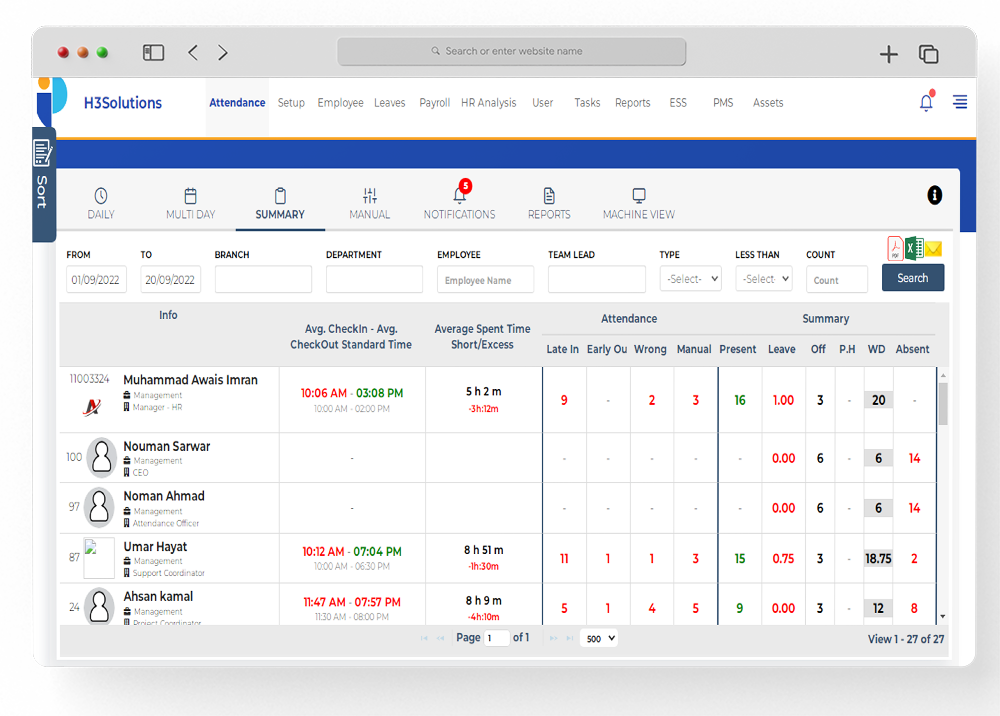 Search or enter website name
H3Solutions
Attendance Setup Employee Leaves Payroll HR Analysis User Tasks Reports ESS PMS Assets
Sort
5
DAILY MULTI DAY SUMMARY MANUAL NOTIFICATIONS REPORTS MACHINE VIEW
FROM TO BRANCH DEPARTMENT EMPLOYEE TEAM LEAD TYPE LESS THAN COUNT
01/09/2022 20/09/2022 Employee Name -Select- -Select- Count Search
Info Attendance Summary
Avg. CheckIn - Avg. CheckOut Standard Time
Average Spent Time Short/Excess
Late In Early Ou Wrong Manual Present Leave Off P.H WD Absent
11003324 Muhammad Awais Imran
Management
Manager - HR
10:06 AM - 03:08 PM
10:00 AM - 02:00 PM
5 h 2 m
-3h:12m
9 - 2 3 16 1.00 3 - 20 -
100 Nouman Sarwar
Management
CEO
- - - - - - 0.00 6 - 6 14
97 Noman Ahmad
Management
Attendance Officer
- - - - - - 0.00 6 - 6 14
87 Umar Hayat
Management
Support Coordinator
10:12 AM - 07:04 PM
10:00 AM - 06:30 PM
8 h 51 m
-1h:30m
11 1 1 3 15 0.75 3 - 18.75 2
24 Ahsan kamal
Management
Project Coordinator
11:47 AM - 07:57 PM
11:30 AM - 08:00 PM
8 h 9 m
-4h:10m
5 1 4 5 9 0.00 3 - 12 8
Page 1 of 1 500 View 1 - 27 of 27